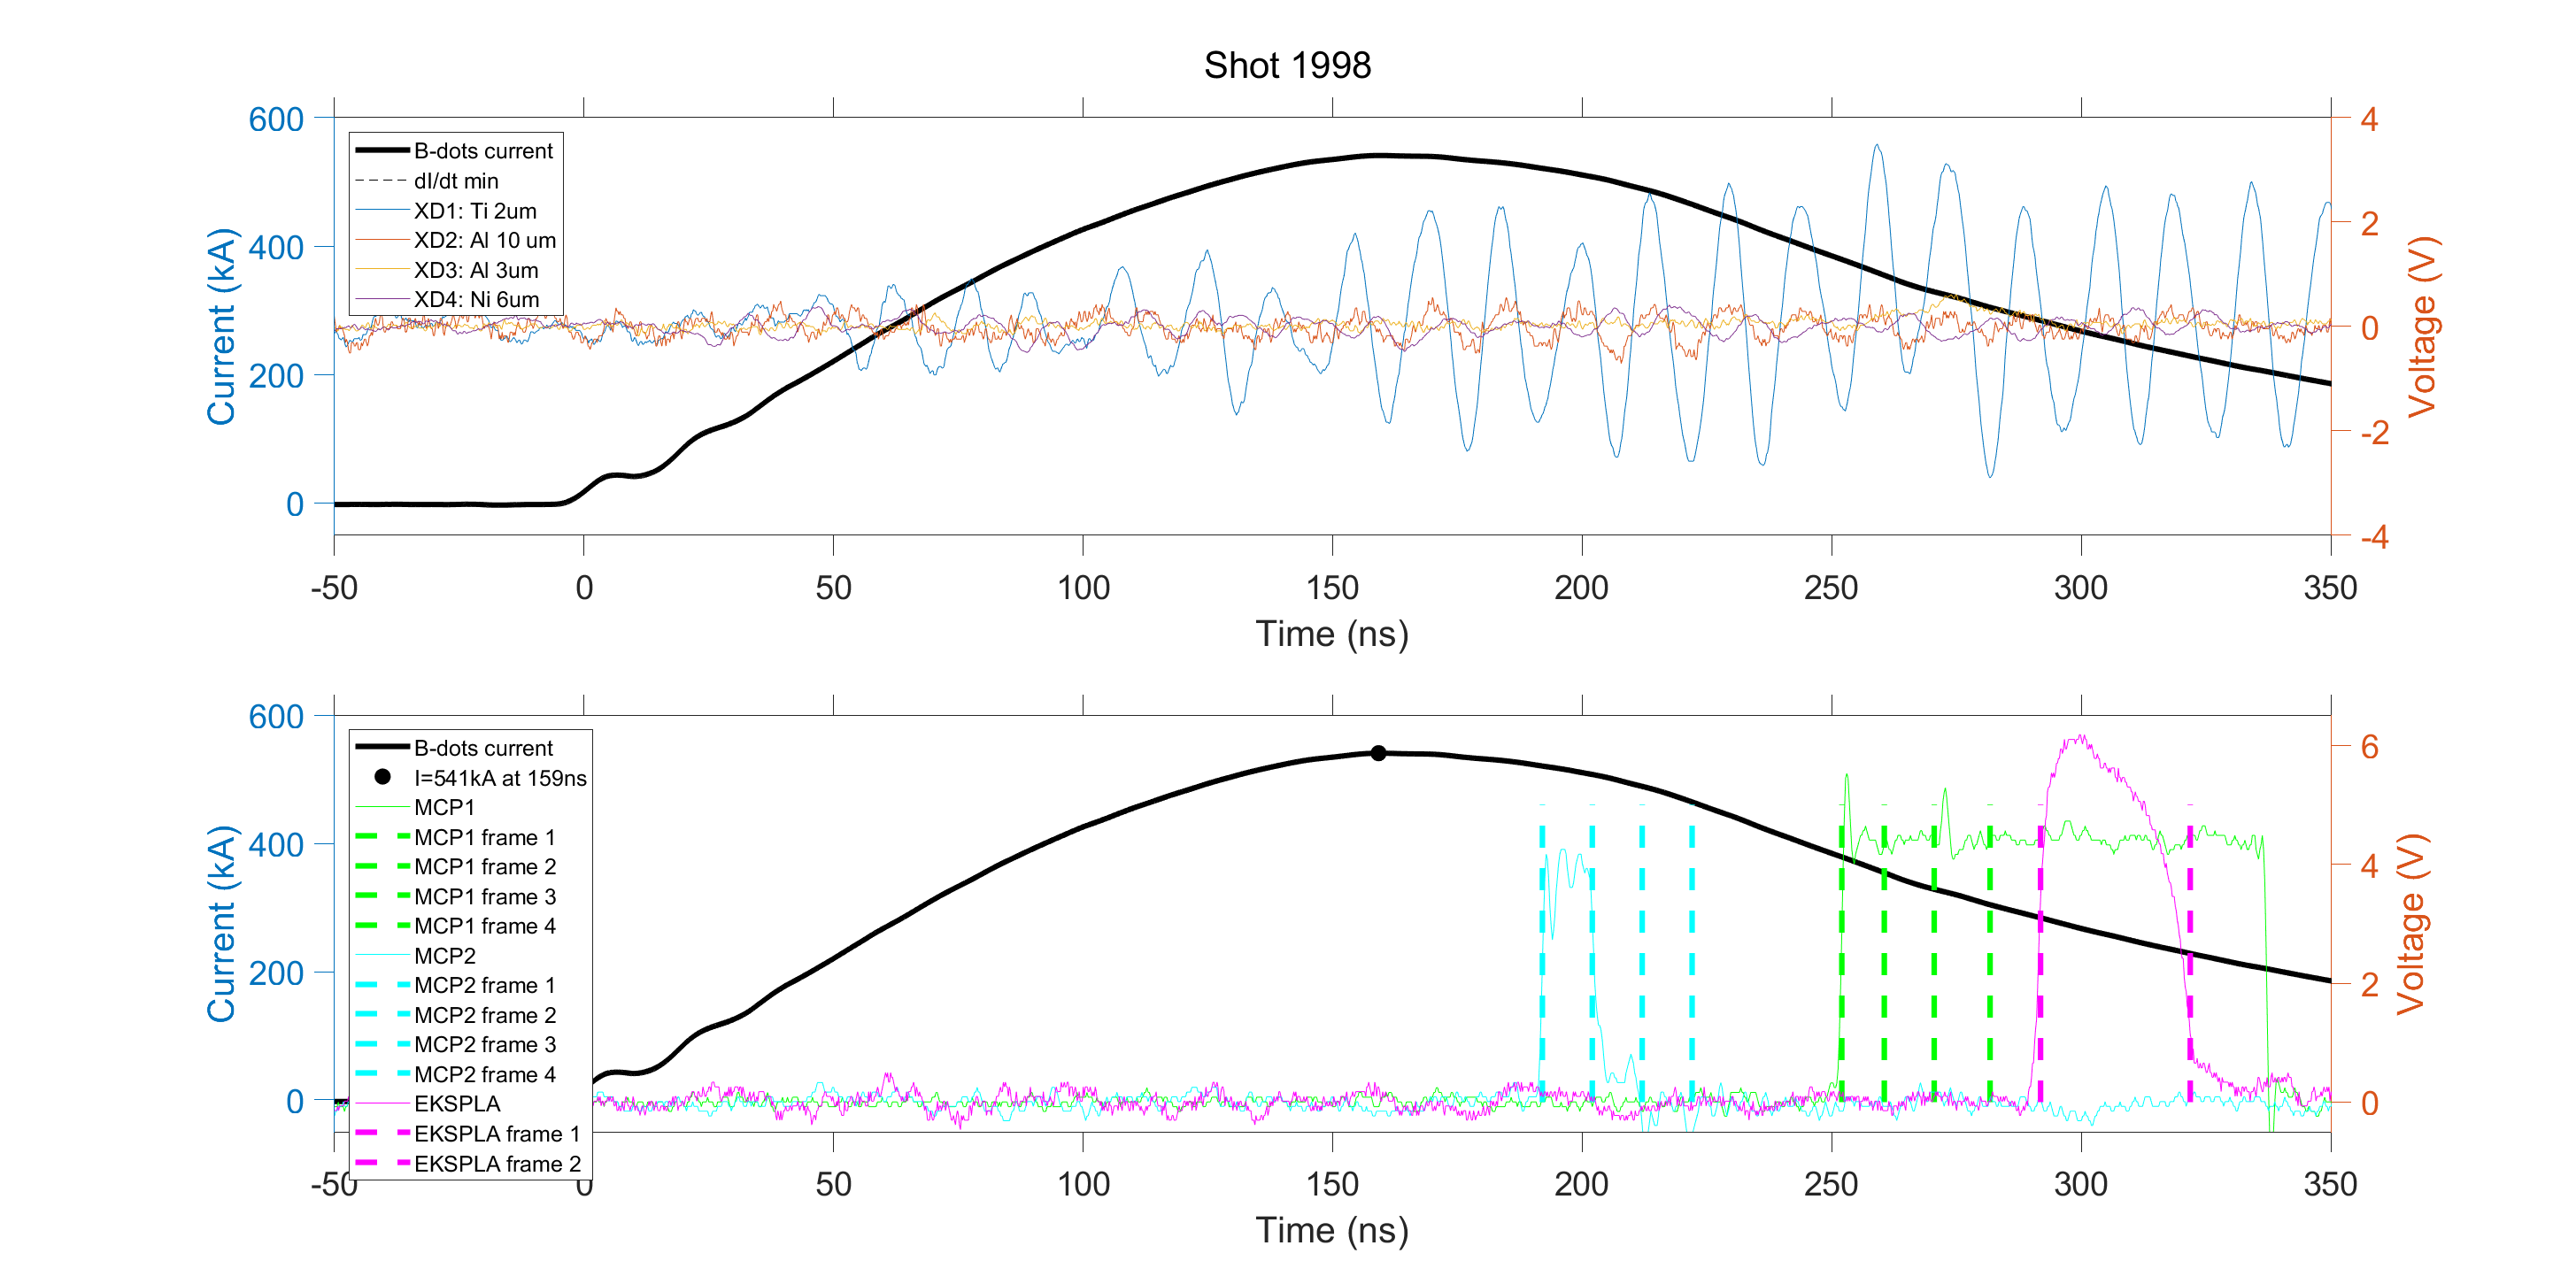 Shot 1998
600
400
200
0
Current (kA)
B-dots current
dI/dt min
XD1: Ti 2um
XD2: Al 10 um
XD3: Al 3um
XD4: Ni 6um
4
2
0
-2
-4
Voltage (V)
-50 0 50 100 150 200 250 300 350
Time (ns)
600
400
200
0
Current (kA)
B-dots current
I=541kA at 159ns
MCP1
MCP1 frame 1
MCP1 frame 2
MCP1 frame 3
MCP1 frame 4
MCP2
MCP2 frame 1
MCP2 frame 2
MCP2 frame 3
MCP2 frame 4
EKSPLA
EKSPLA frame 1
EKSPLA frame 2
6
4
2
0
Voltage (V)
-50 0 50 100 150 200 250 300 350
Time (ns)